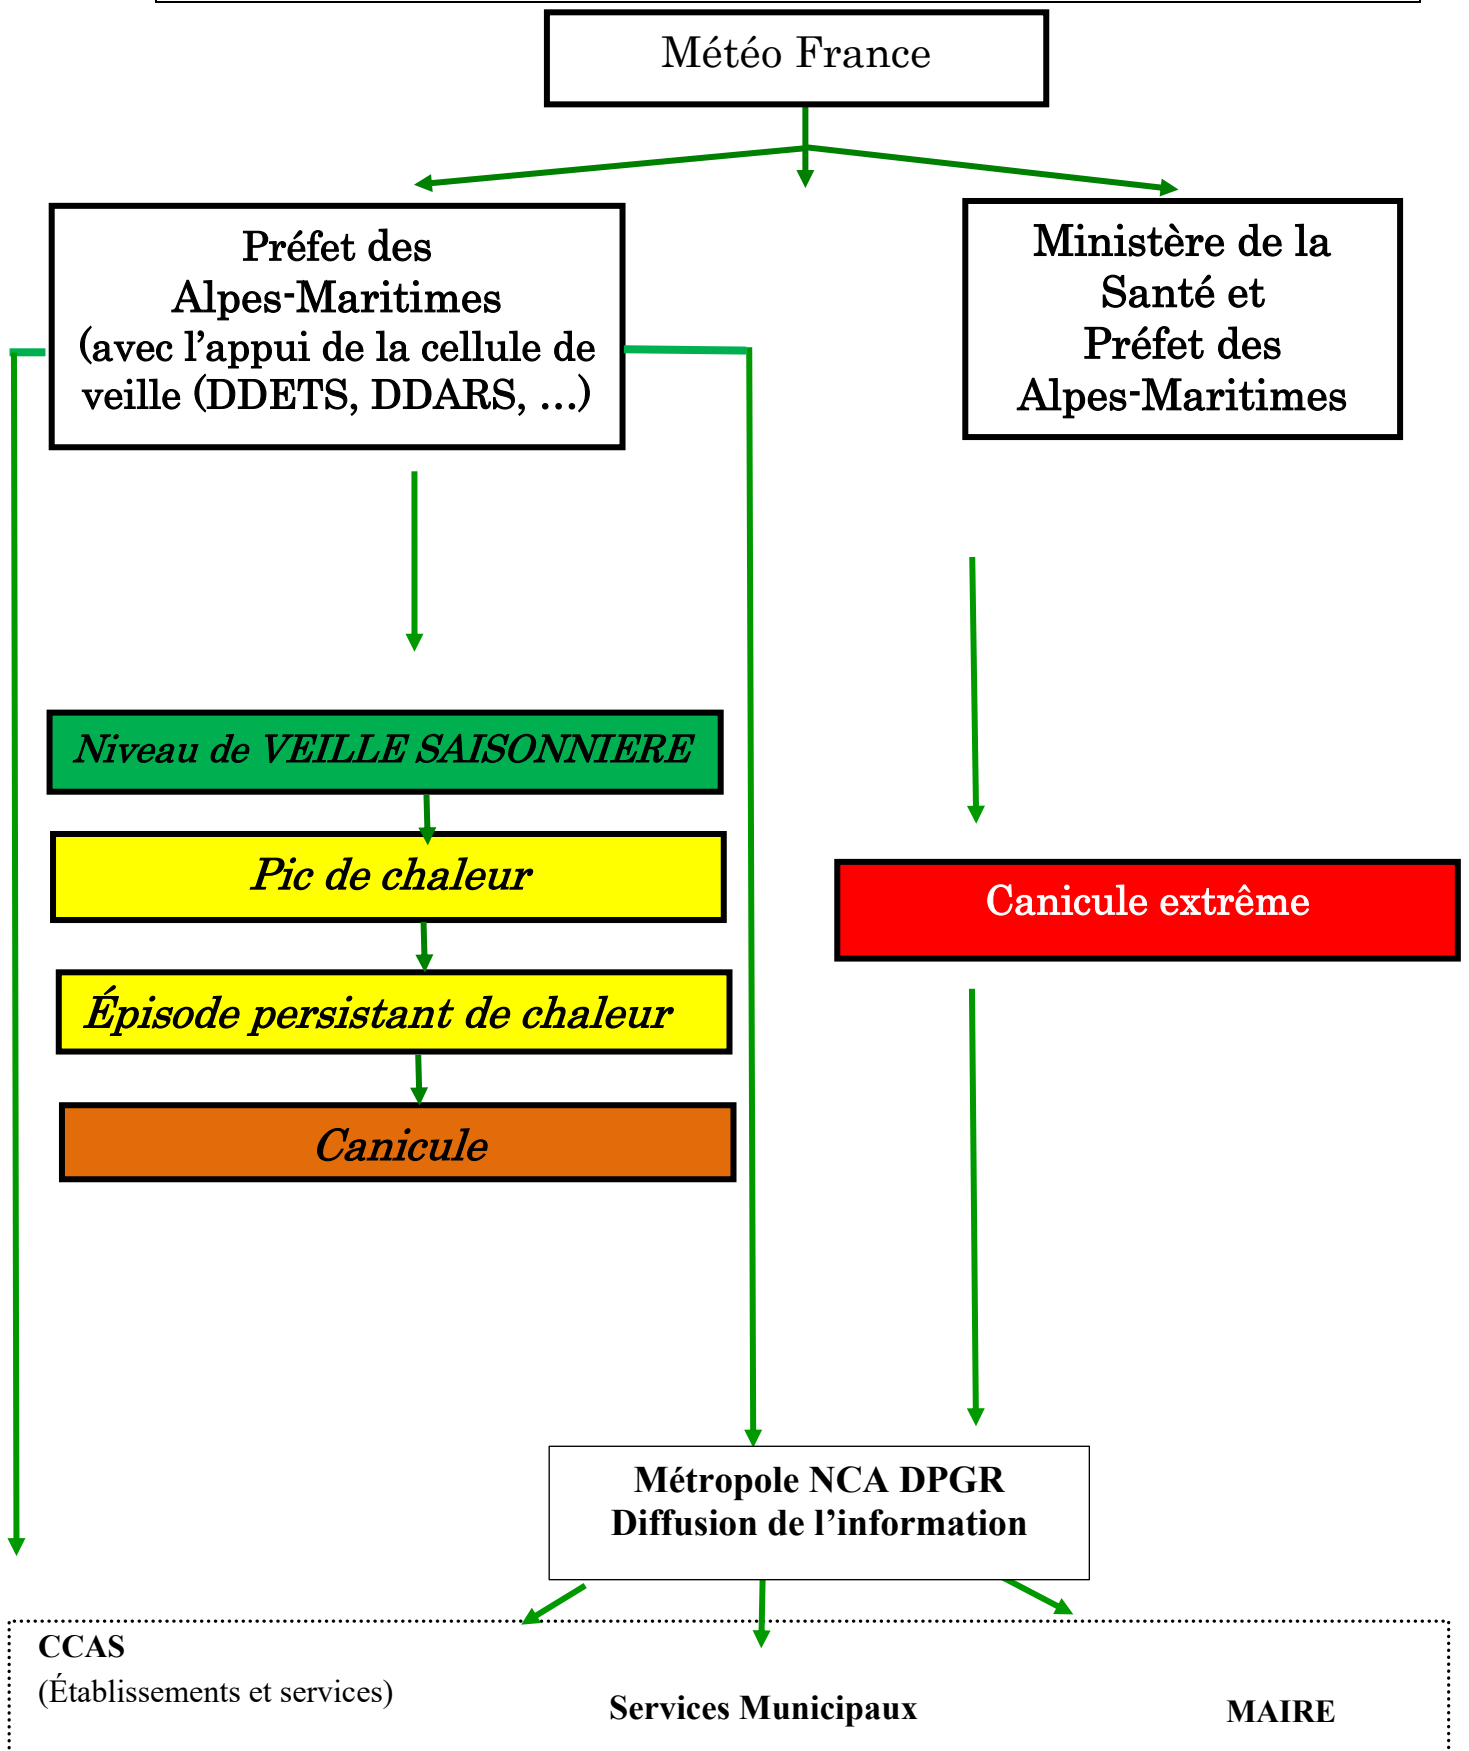 Météo France
Préfet des
Alpes-Maritimes
(avec l’appui de la cellule de
veille (DDETS, DDARS, …)
Ministère de la
Santé et
Préfet des
Alpes-Maritimes
Niveau de VEILLE SAISONNIERE
Pic de chaleur
Canicule extrême
Épisode persistant de chaleur
Canicule
Métropole NCA DPGR
Diffusion de l’information
CCAS
(Établissements et services)
Services Municipaux
MAIRE